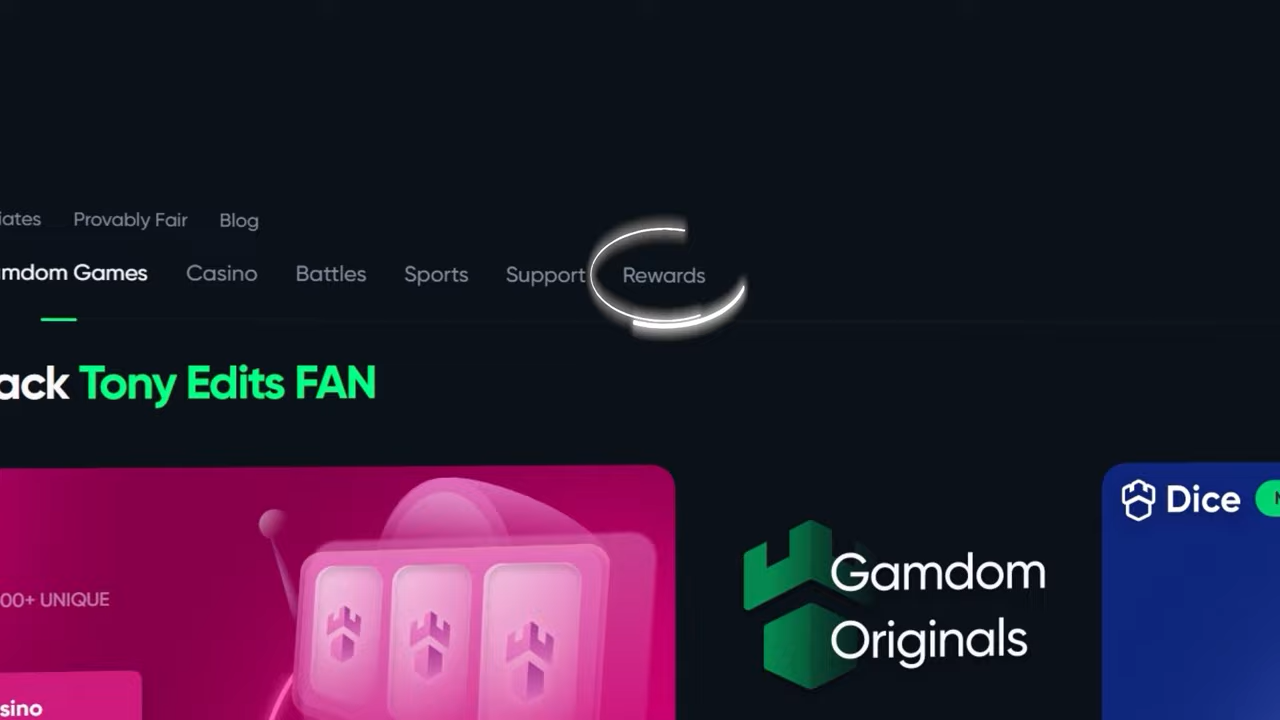 iates Provably Fair Blog
mdom Games Casino Battles Sports Support Rewards
ack Tony Edits FAN
Dice N
Gamdom
Originals
00+ UNIQUE
sino